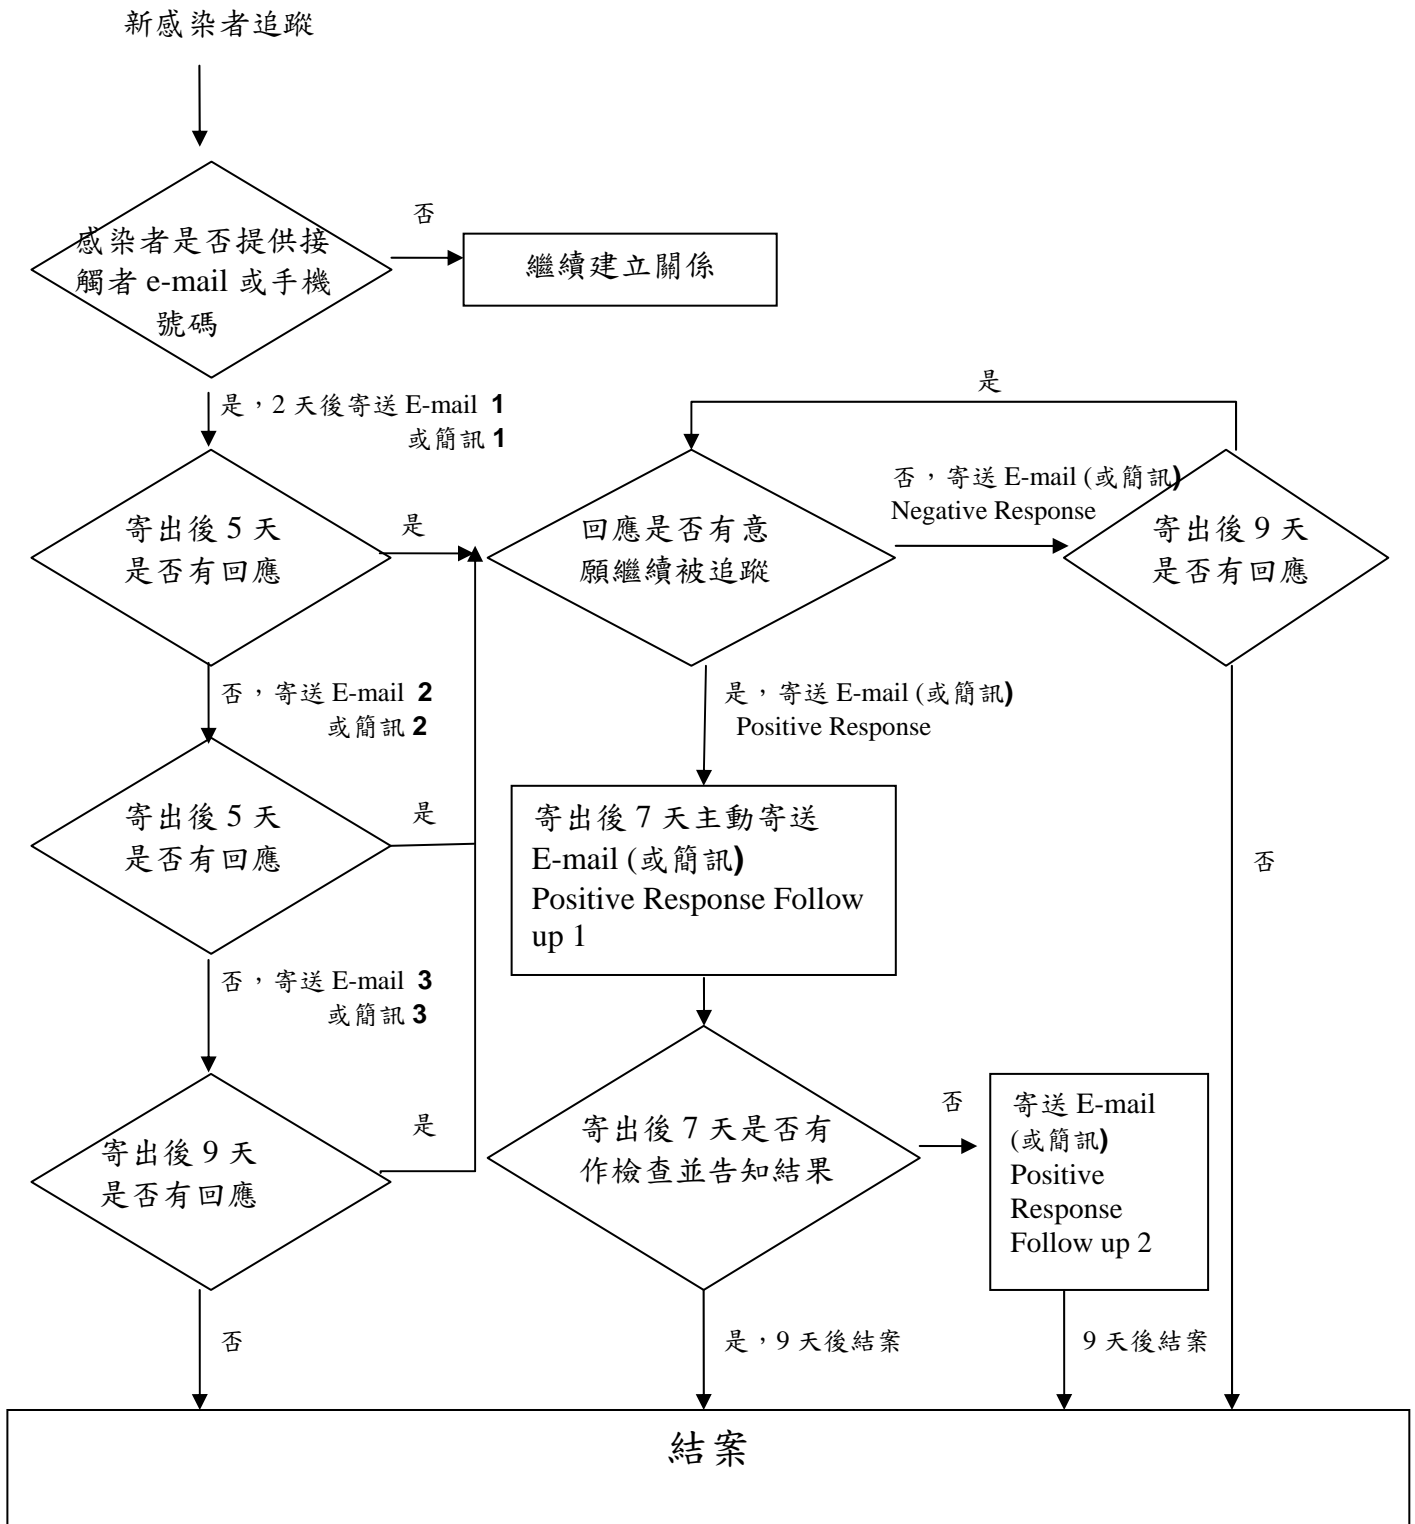 新感染者追蹤
否
感染者是否提供接
觸者 e-mail 或手機
號碼
繼續建立關係
是，2 天後寄送 E-mail 1
或簡訊 1
是
寄出後 5 天
是否有回應
是
回應是否有意
願繼續被追蹤
否，寄送 E-mail (或簡訊)
Negative Response
寄出後 9 天
是否有回應
否，寄送 E-mail 2
或簡訊 2
是，寄送 E-mail (或簡訊)
Positive Response
寄出後 5 天
是否有回應
是
寄出後 7 天主動寄送
E-mail (或簡訊)
Positive Response Follow
up 1
否
否，寄送 E-mail 3
或簡訊 3
寄出後 9 天
是否有回應
是
寄出後 7 天是否有
作檢查並告知結果
否
寄送 E-mail
(或簡訊)
Positive
Response
Follow up 2
否
是，9 天後結案
9 天後結案
結案